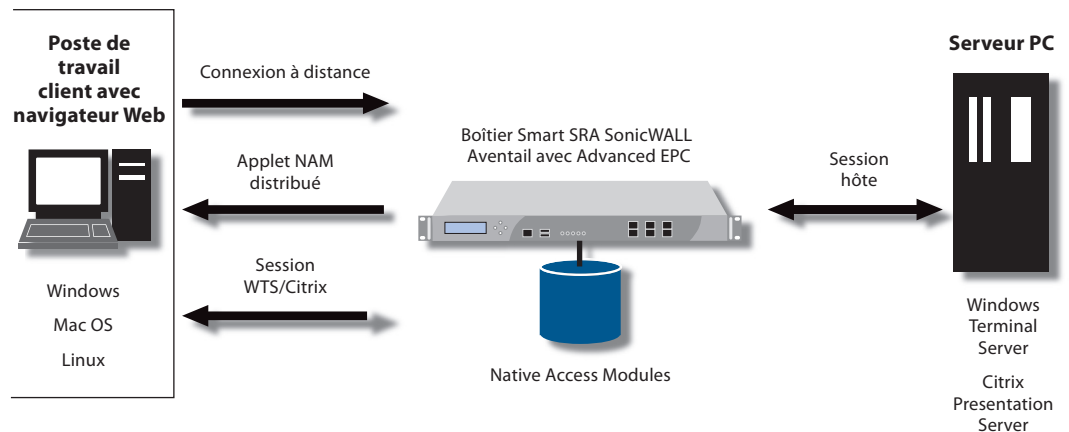 Poste de
travail
client avec
navigateur Web
Windows
Mac OS
Linux
Connexion à distance
Applet NAM
distribué
Session
WTS/Citrix
Boîtier Smart SRA SonicWALL
Aventail avec Advanced EPC
Native Access Modules
Session
hôte
Serveur PC
Windows
Terminal
Server
Citrix
Presentation
Server